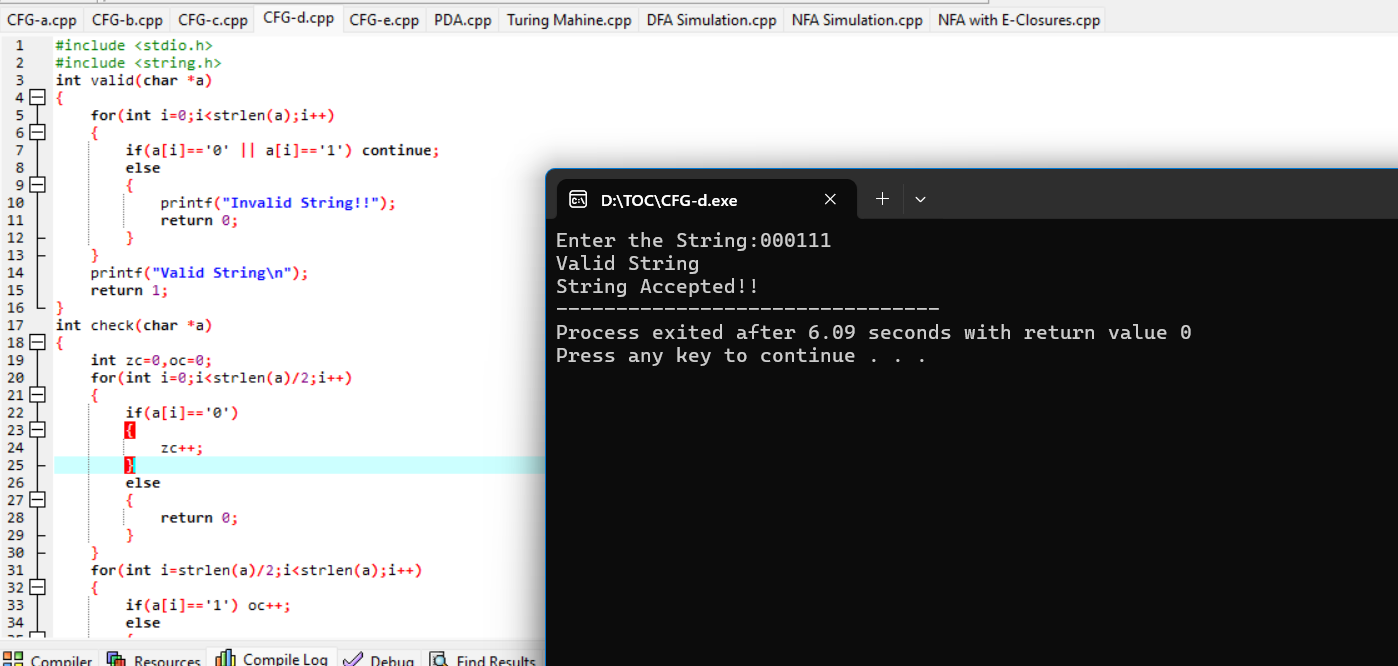 CFG-a.cpp CFG-b.cpp CFG-c.cpp CFG-d.cpp CFG-e.cpp PDA.cpp Turing Mahine.cpp DFA Simulation.cpp NFA Simulation.cpp NFA with E-Closures.cpp
1 #include <stdio.h>
2 #include <string.h>
3 int valid(char *a)
4 {
5 for(int i=0;i<strlen(a);i++)
6 {
7 if(a[i]=='0' || a[i]=='1') continue;
8 else
9 {
10 printf("Invalid String!!");
11 return 0;
12 }
13 }
14 printf("Valid String\n");
15 return 1;
16 }
17 int check(char *a)
18 {
19 int zc=0,oc=0;
20 for(int i=0;i<strlen(a)/2;i++)
21 {
22 if(a[i]=='0')
23 {
24 zc++;
25 }
26 else
27 {
28 return 0;
29 }
30 }
31 for(int i=strlen(a)/2;i<strlen(a);i++)
32 {
33 if(a[i]=='1') oc++;
34 else
Compiler Resources Compile Log Debug Find Results
D:\TOC\CFG-d.exe
Enter the String:000111
Valid String
String Accepted!!
--------------------------------
Process exited after 6.09 seconds with return value 0
Press any key to continue . . .